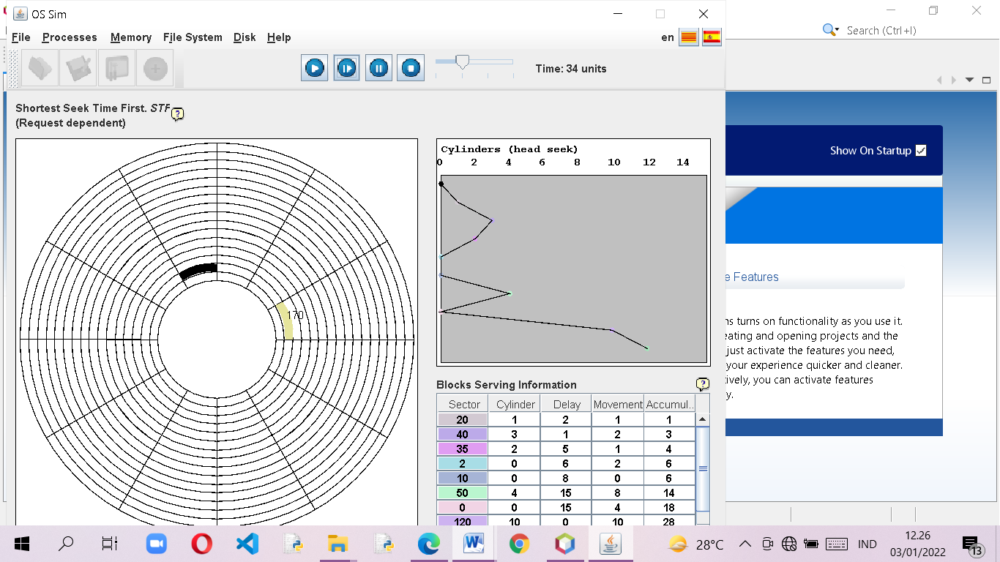 OS Sim
File Processes Memory File System Disk Help
en
Search (Ctrl+I)
Time: 34 units
Shortest Seek Time First. STF
(Request dependent)
170
Cylinders (head seek)
0 2 4 6 8 10 12 14
Blocks Serving Information
Sector Cylinder Delay Movement Accumul..
20 1 2 1 1
40 3 1 2 3
35 2 5 1 4
2 0 6 2 6
10 0 8 0 6
50 4 15 8 14
0 0 15 4 18
120 10 0 10 28
Show On Startup
e Features
ns turns on functionality as you use it.
eating and opening projects and the
just activate the features you need,
your experience quicker and cleaner.
tively, you can activate features
y.
28°C
IND
12.26
03/01/2022
13